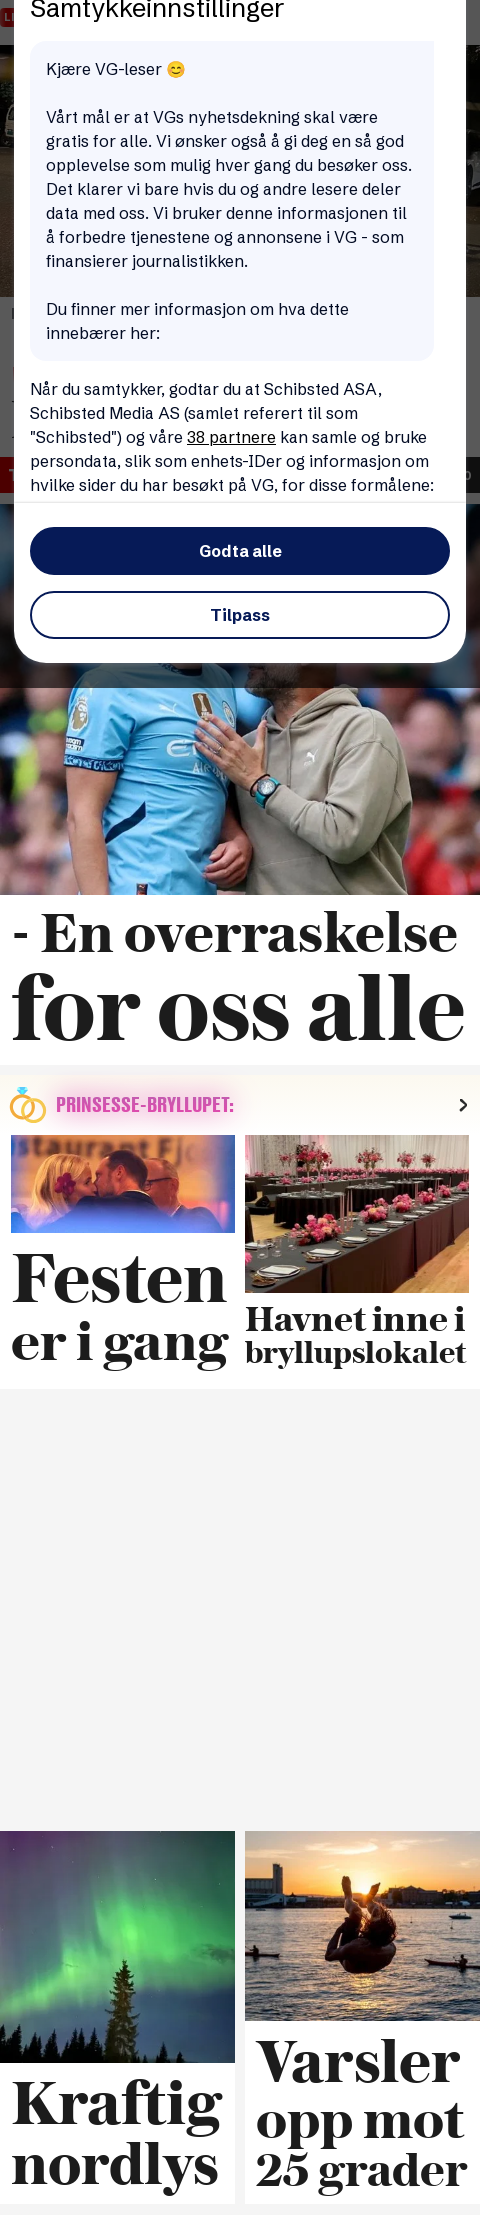 Samtykkeinnstillinger
Kjære VG-leser 😊
Vårt mål er at VGs nyhetsdekning skal være
gratis for alle. Vi ønsker også å gi deg en så god
opplevelse som mulig hver gang du besøker oss.
Det klarer vi bare hvis du og andre lesere deler
data med oss. Vi bruker denne informasjonen til
å forbedre tjenestene og annonsene i VG - som
finansierer journalistikken.
Du finner mer informasjon om hva dette
innebærer her:
Når du samtykker, godtar du at Schibsted ASA,
Schibsted Media AS (samlet referert til som
"Schibsted") og våre 38 partnere kan samle og bruke
persondata, slik som enhets-IDer og informasjon om
hvilke sider du har besøkt på VG, for disse formålene:
Godta alle
Tilpass
- En overraskelse
for oss alle
PRINSESSE-BRYLLUPET:
Festen
er i gang
Havnet inne i
bryllupslokalet
Kraftig
nordlys
Varsler
opp mot
25 grader